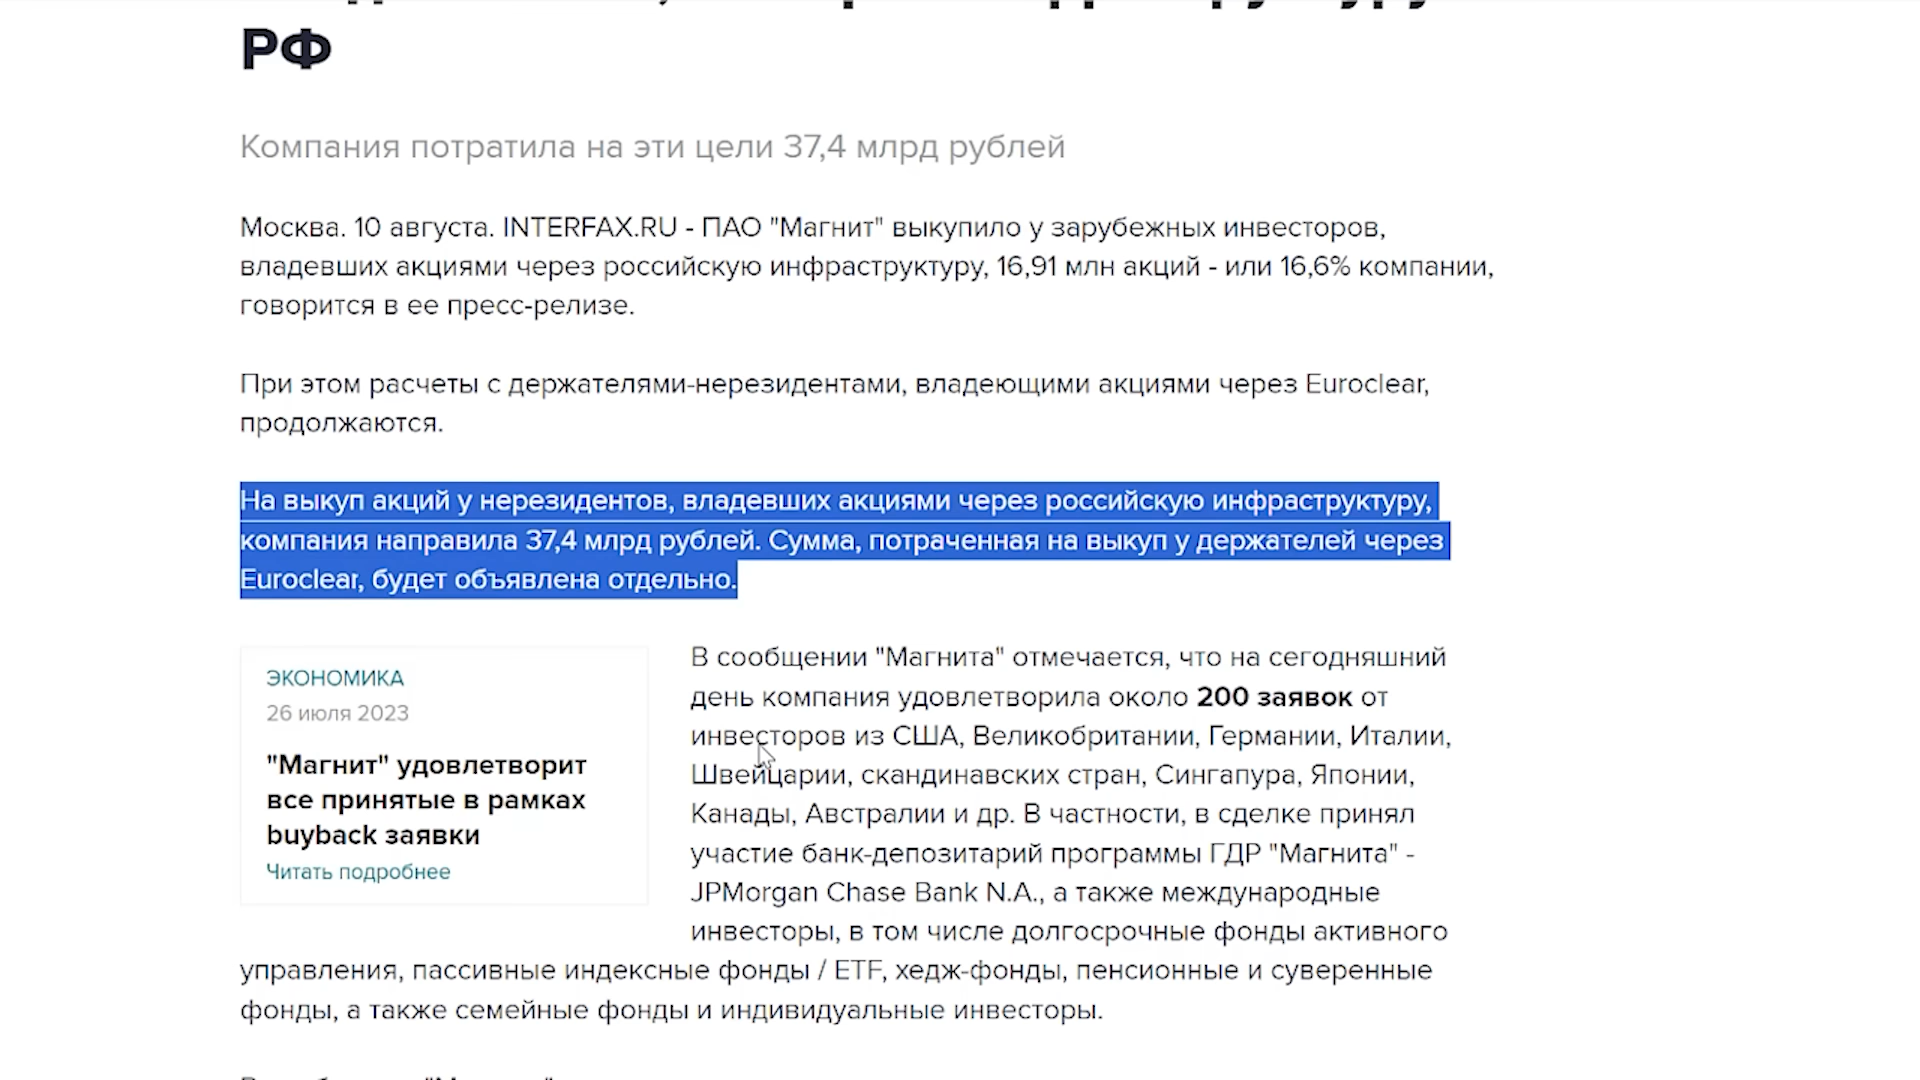 РФ
Компания потратила на эти цели 37,4 млрд рублей
Москва. 10 августа. INTERFAX.RU - ПАО "Магнит" выкупило у зарубежных инвесторов,
владевших акциями через российскую инфраструктуру, 16,91 млн акций - или 16,6% компании,
говорится в ее пресс-релизе.
При этом расчеты с держателями-нерезидентами, владеющими акциями через Euroclear,
продолжаются.
На выкуп акций у нерезидентов, владевших акциями через российскую инфраструктуру,
компания направила 37,4 млрд рублей. Сумма, потраченная на выкуп у держателей через
Euroclear, будет объявлена отдельно.
ЭКОНОМИКА
26 июля 2023
"Магнит" удовлетворит
все принятые в рамках
buyback заявки
Читать подробнее
В сообщении "Магнита" отмечается, что на сегодняшний
день компания удовлетворила около 200 заявок от
инвесторов из США, Великобритании, Германии, Италии,
Швейцарии, скандинавских стран, Сингапура, Японии,
Канады, Австралии и др. В частности, в сделке принял
участие банк-депозитарий программы ГДР "Магнита" -
JPMorgan Chase Bank N.A., а также международные
инвесторы, в том числе долгосрочные фонды активного
управления, пассивные индексные фонды / ETF, хедж-фонды, пенсионные и суверенные
фонды, а также семейные фонды и индивидуальные инвесторы.